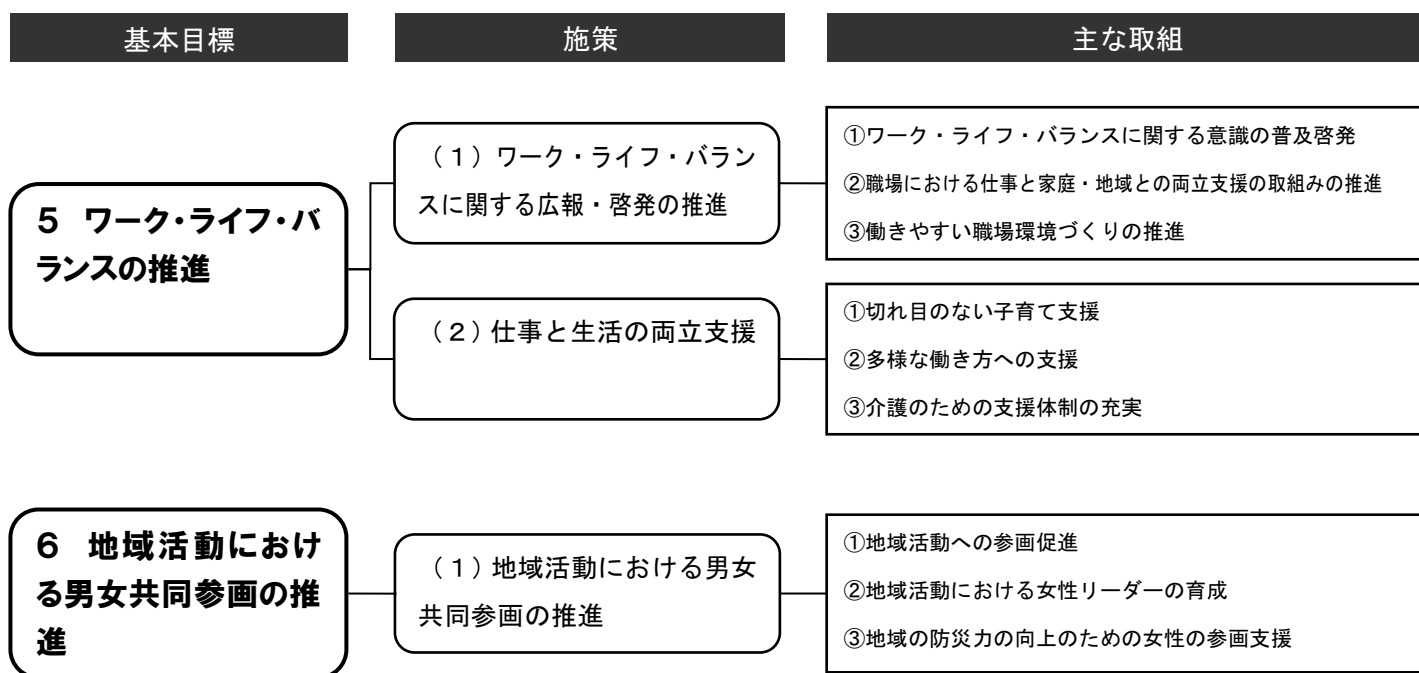 基本目標
施策
主な取組
5 ワーク・ライフ・バ
ランスの推進
（1）ワーク・ライフ・バラン
スに関する広報・啓発の推進
①ワーク・ライフ・バランスに関する意識の普及啓発
②職場における仕事と家庭・地域との両立支援の取組みの推進
③働きやすい職場環境づくりの推進
（2）仕事と生活の両立支援
①切れ目のない子育て支援
②多様な働き方への支援
③介護のための支援体制の充実
6 地域活動におけ
る男女共同参画の推
進
（1）地域活動における男女
共同参画の推進
①地域活動への参画促進
②地域活動における女性リーダーの育成
③地域の防災力の向上のための女性の参画支援